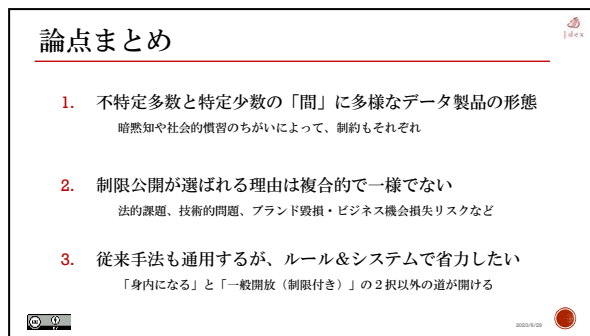 論点まとめ
Jdex
1. 不特定多数と特定少数の「間」に多様なデータ製品の形態
暗黙知や社会的慣習のちがいによって、制約もそれぞれ
2. 制限公開が選ばれる理由は複合的で一様でない
法的課題、技術的問題、ブランド毀損・ビジネス機会損失リスクなど
3. 従来手法も通用するが、ルール＆システムで省力したい
「身内になる」と「一般開放（制限付き）」の２択以外の道が開ける
cc
2020/6/29